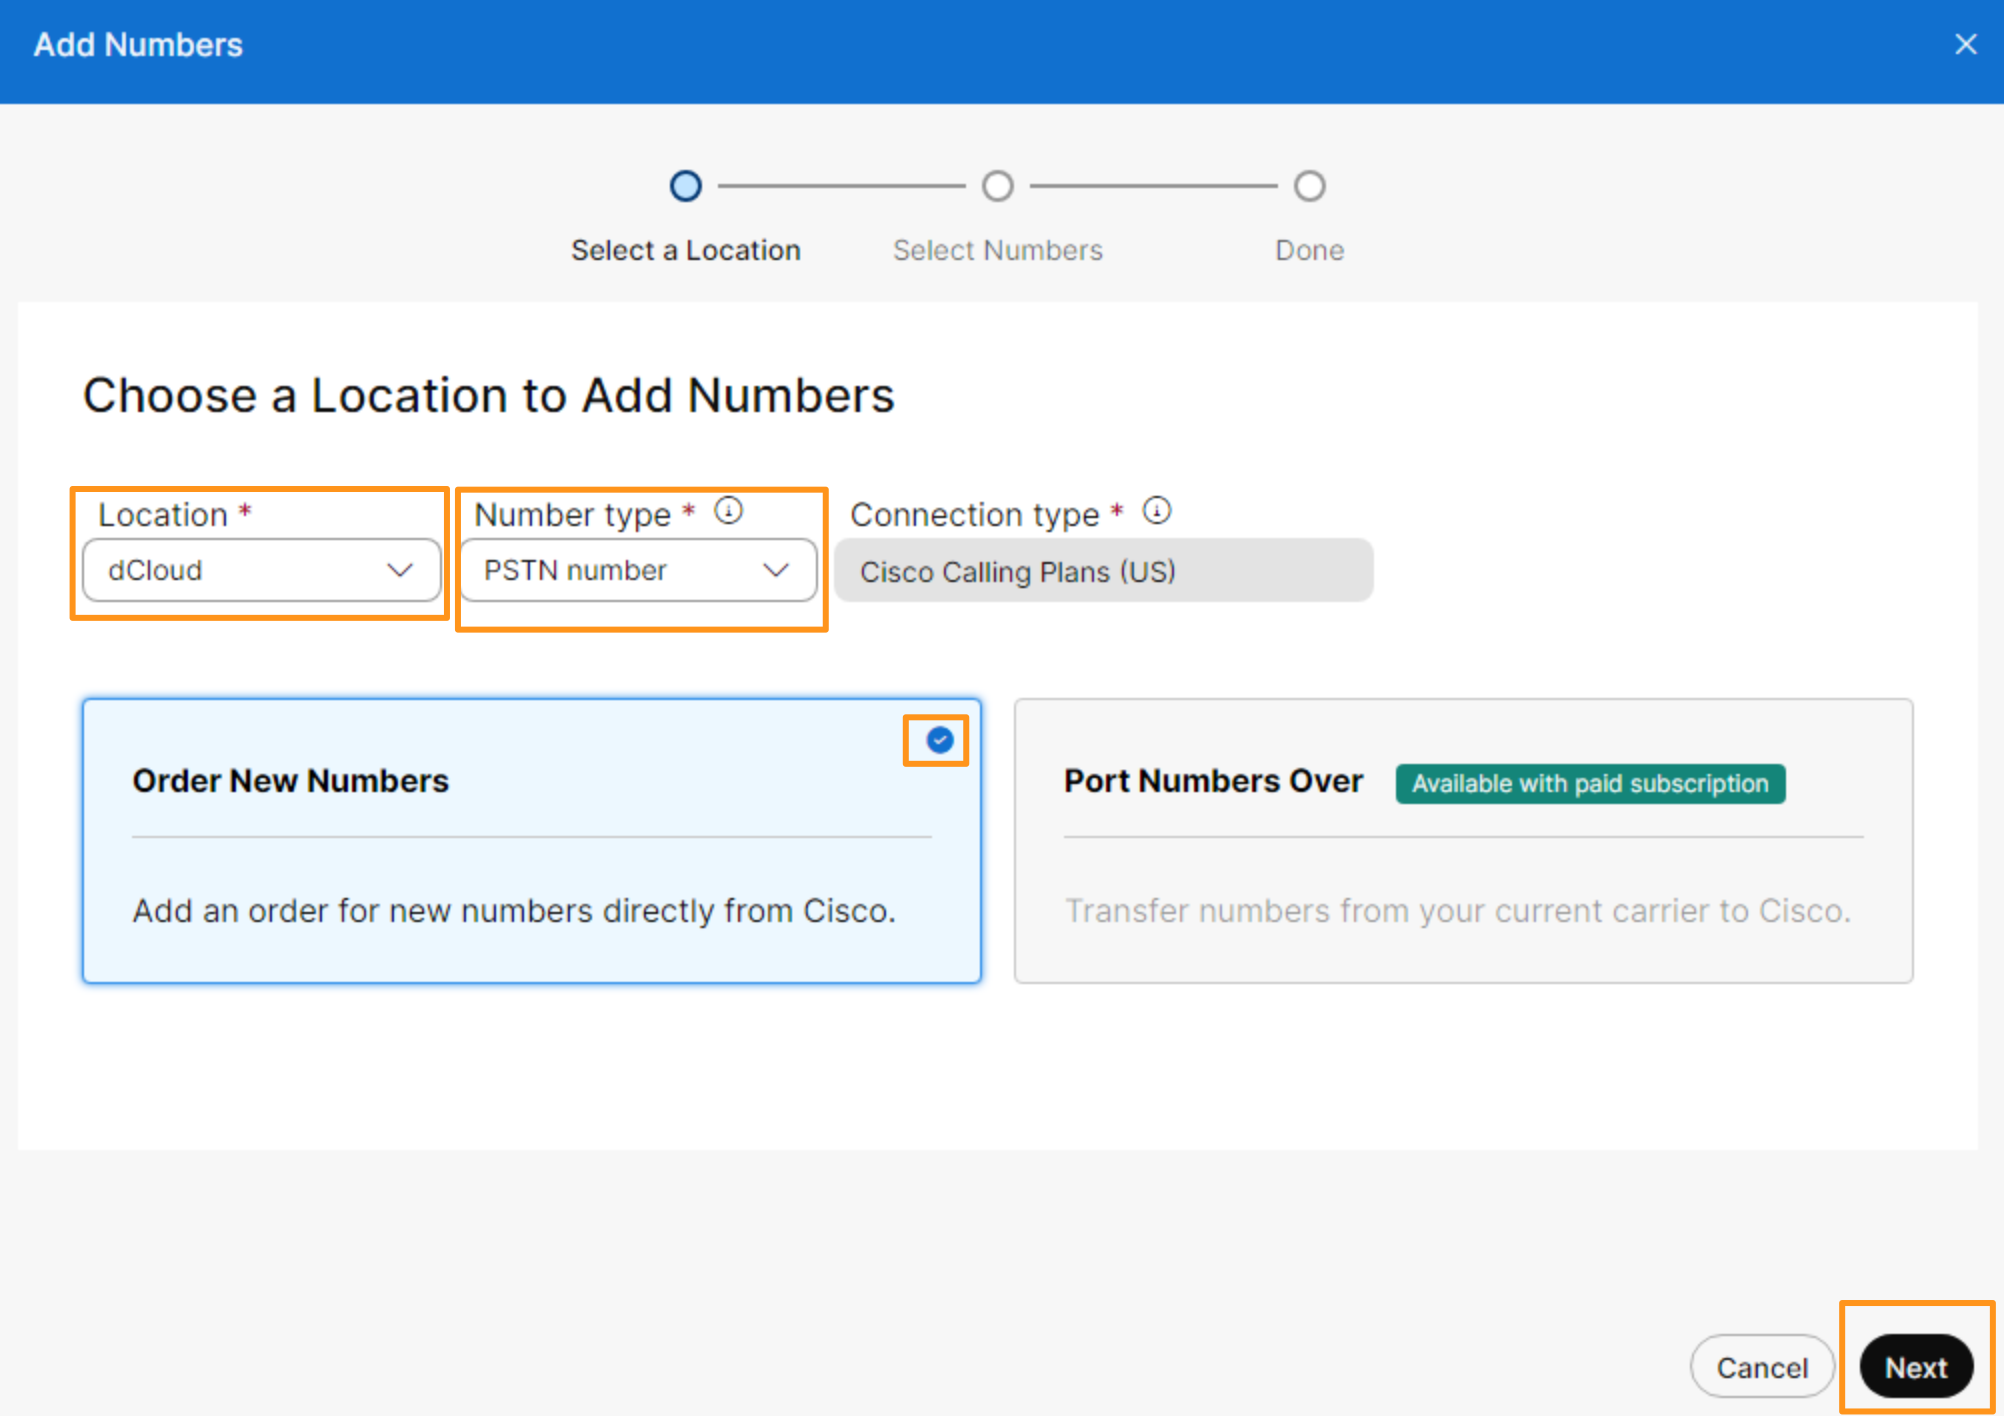 Add Numbers
Select a Location
Select Numbers
Done
Choose a Location to Add Numbers
Location *
Number type *
Connection type *
dCloud
PSTN number
Cisco Calling Plans (US)
Order New Numbers
Add an order for new numbers directly from Cisco.
Port Numbers Over
Available with paid subscription
Transfer numbers from your current carrier to Cisco.
Cancel
Next